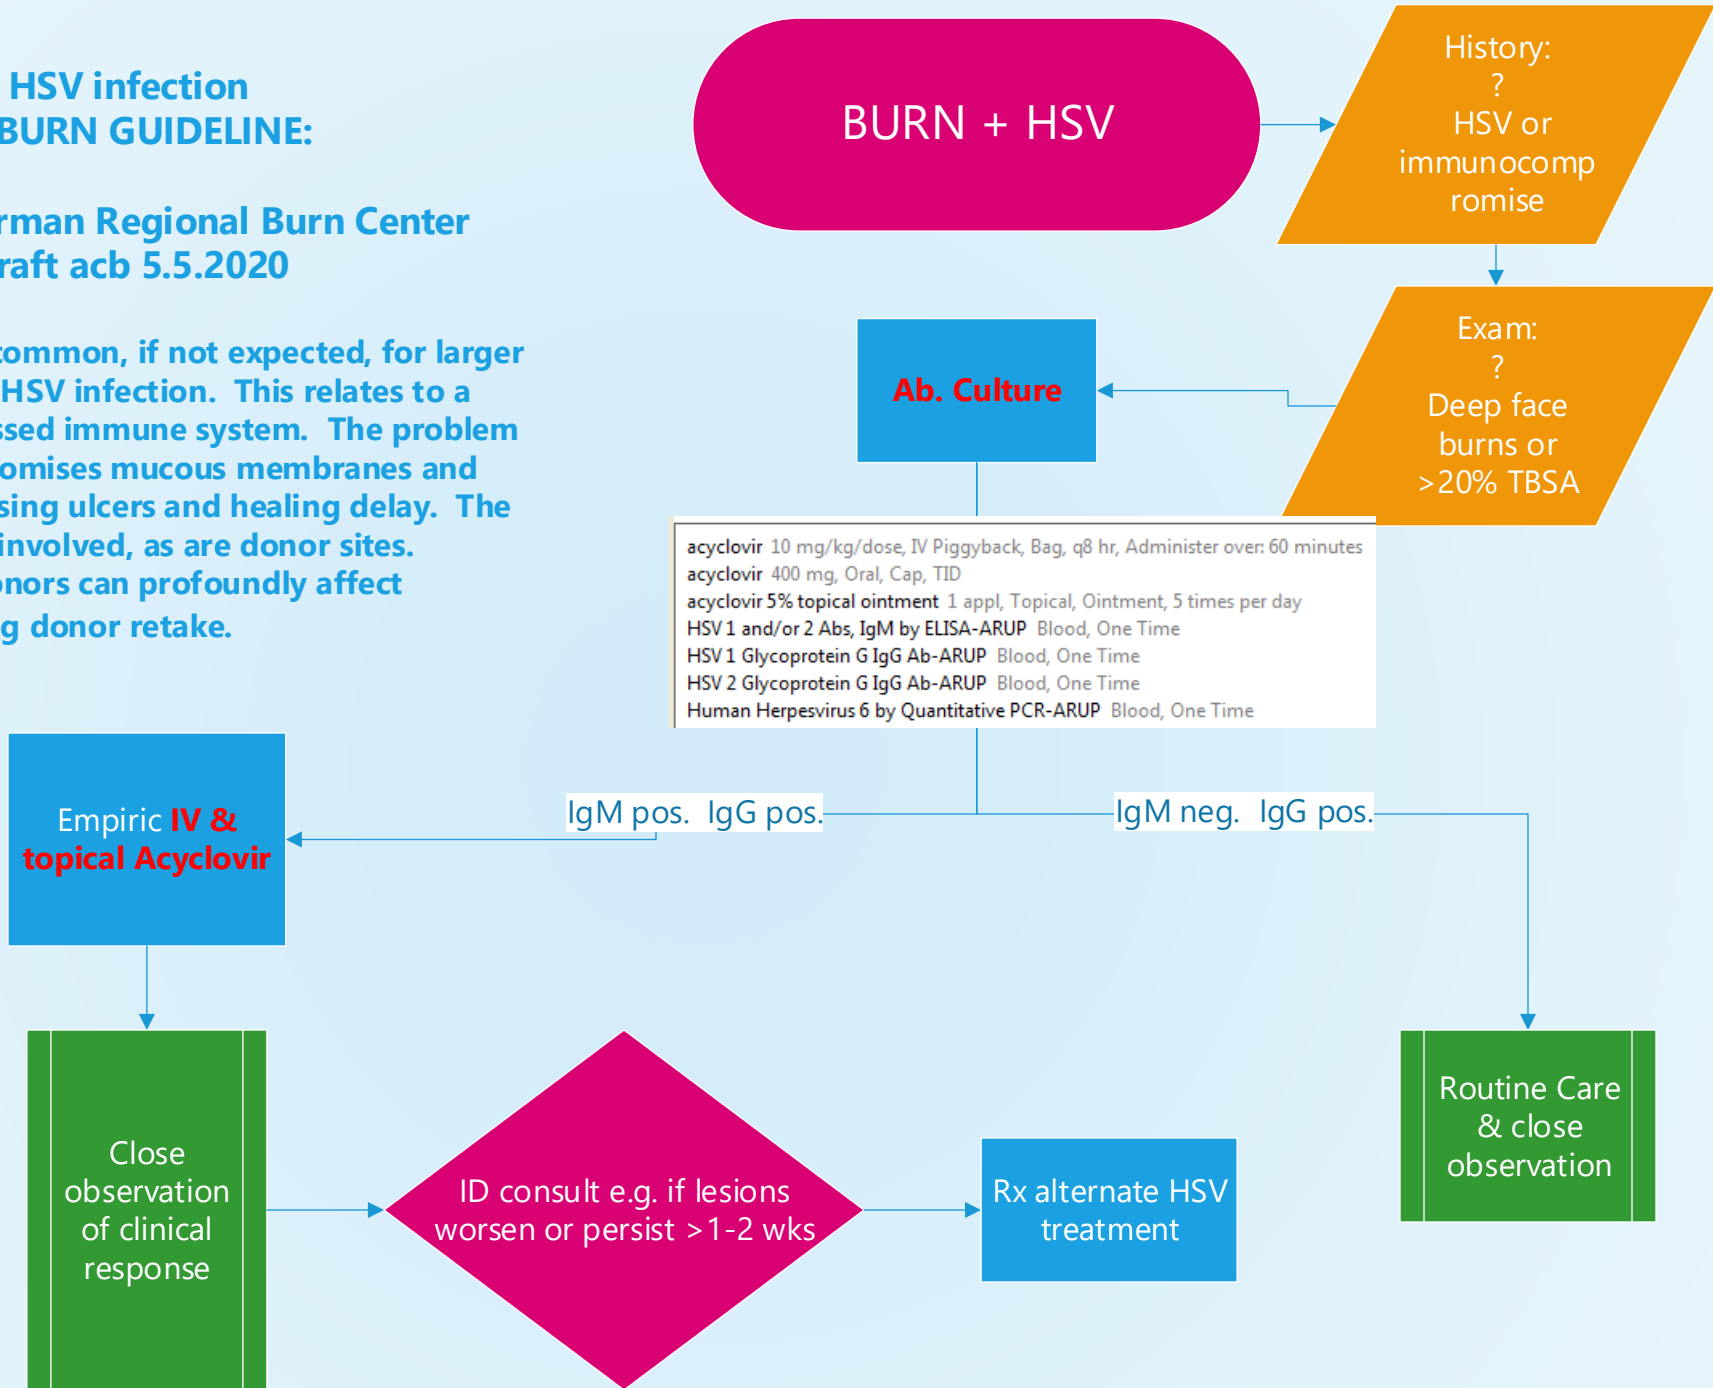 HSV infection
BURN GUIDELINE:
rman Regional Burn Center
raft acb 5.5.2020
common, if not expected, for larger
HSV infection. This relates to a
ssed immune system. The problem
omises mucous membranes and
sing ulcers and healing delay. The
involved, as are donor sites.
onors can profoundly affect
g donor retake.
BURN + HSV
History:
?
HSV or
immunocomp
romise
Exam:
?
Deep face
burns or
>20% TBSA
Ab. Culture
acyclovir 10 mg/kg/dose, IV Piggyback, Bag, q8 hr, Administer over: 60 minutes
acyclovir 400 mg, Oral, Cap, TID
acyclovir 5% topical ointment 1 appl, Topical, Ointment, 5 times per day
HSV 1 and/or 2 Abs, IgM by ELISA-ARUP Blood, One Time
HSV 1 Glycoprotein G IgG Ab-ARUP Blood, One Time
HSV 2 Glycoprotein G IgG Ab-ARUP Blood, One Time
Human Herpesvirus 6 by Quantitative PCR-ARUP Blood, One Time
IgM pos. IgG pos.
IgM neg. IgG pos.
Empiric IV &
topical Acyclovir
Close
observation
of clinical
response
ID consult e.g. if lesions
worsen or persist >1-2 wks
Rx alternate HSV
treatment
Routine Care
& close
observation